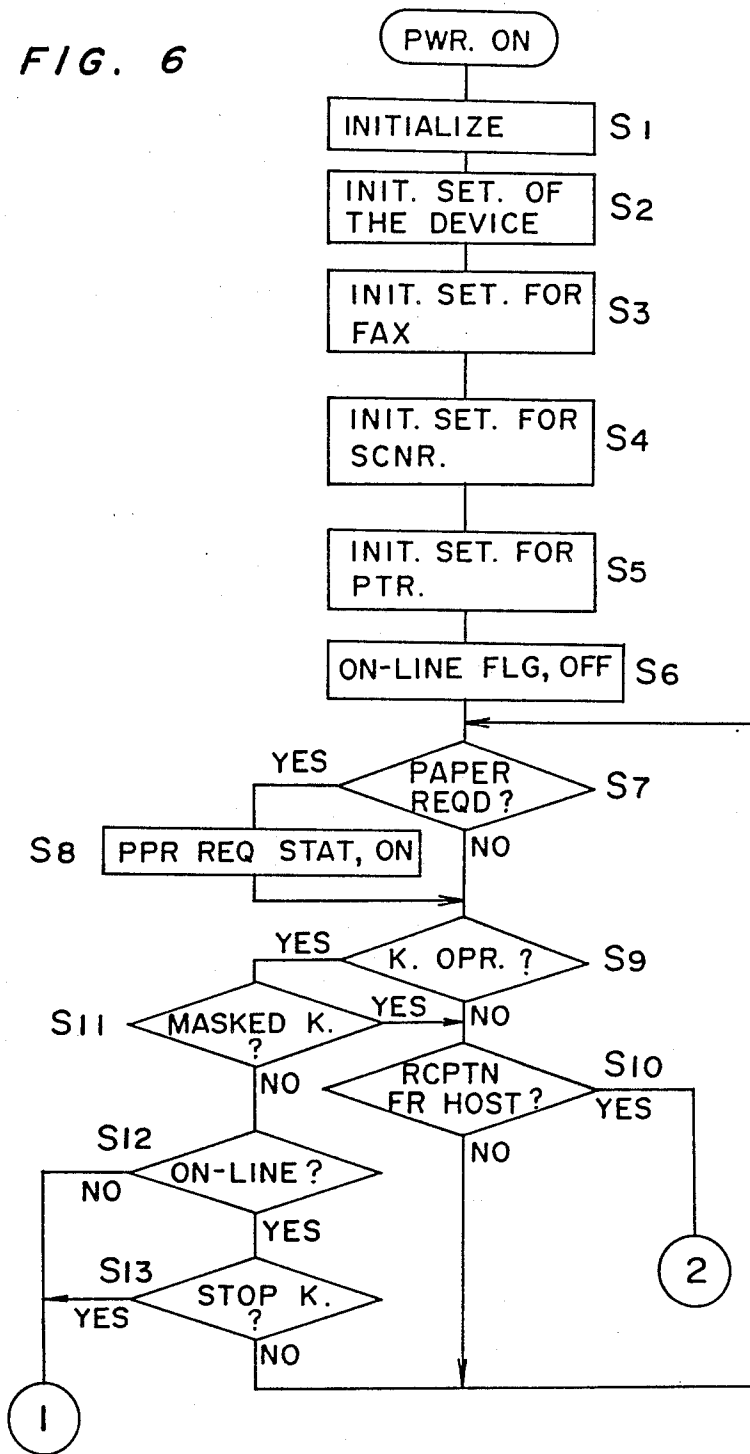 FIG. 6
PWR. ON
INITIALIZE
S1
INIT. SET. OF
THE DEVICE
S2
INIT. SET. FOR
FAX
S3
INIT. SET. FOR
SCNR.
S4
INIT. SET. FOR
PTR.
S5
ON-LINE FLG, OFF
S6
YES
PAPER
REQD?
S7
NO
S8
PPR REQ STAT, ON
YES
K. OPR. ?
S9
NO
S11
MASKED K.
?
YES
NO
RCPTN
FR HOST?
S10
YES
NO
S12
ON-LINE?
NO
YES
S13
STOP K.
?
YES
NO
2
1